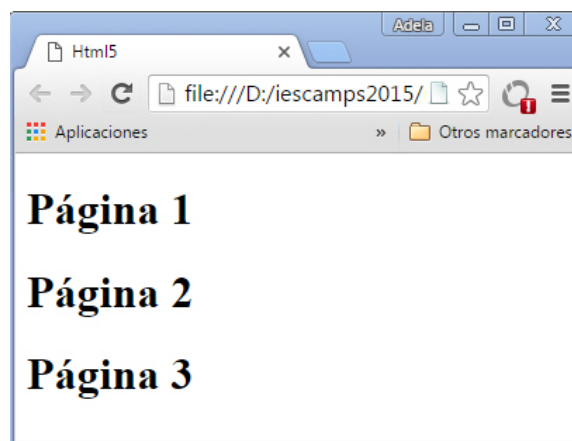 Adela
Html5
file:///D:/iescamps2015/
Aplicaciones
» Otros marcadores
Página 1
Página 2
Página 3